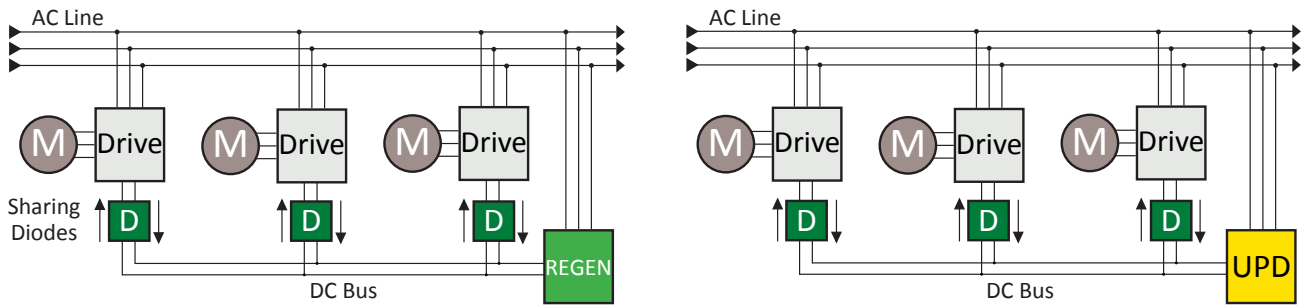 AC Line
M
Drive
M
Drive
M
Drive
Sharing
Diodes
D
D
D
REGEN
DC Bus
AC Line
M
Drive
M
Drive
M
Drive
D
D
D
UPD
DC Bus